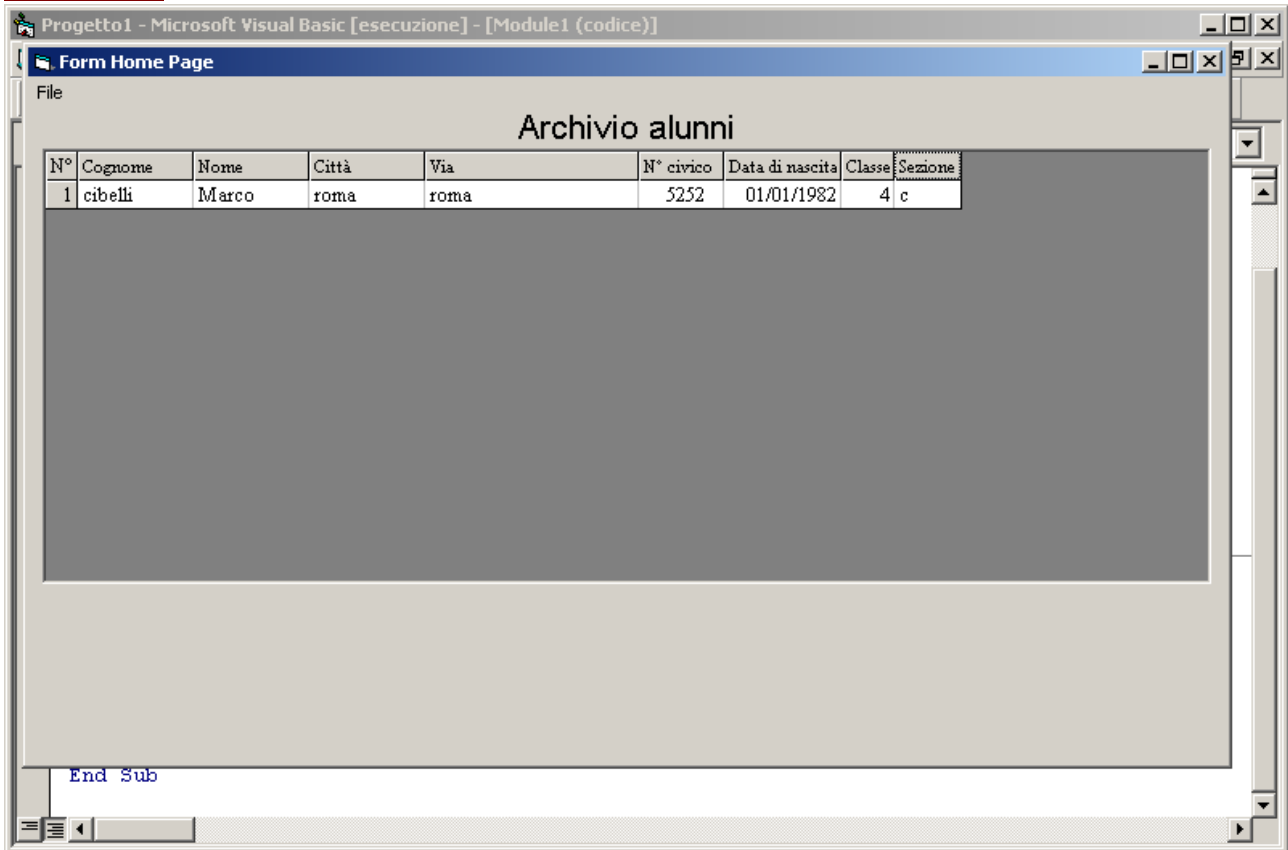 Progetto1 - Microsoft Visual Basic [esecuzione] - [Module1 (codice)]
Form Home Page
File
Archivio alunni
N° Cognome Nome Città Via N° civico Data di nascita Classe Sezione
1 cibelli Marco roma roma 5252 01/01/1982 4 c
End Sub